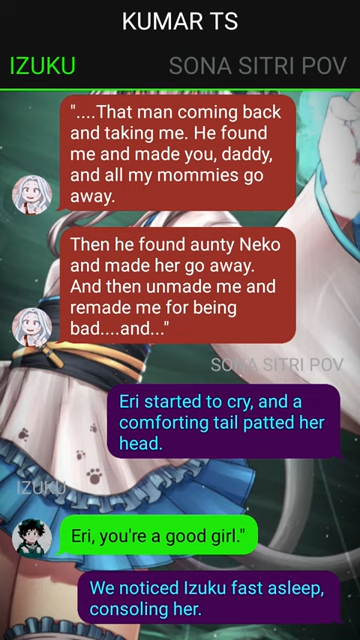 KUMAR TS
IZUKU SONA SITRI POV
"....That man coming back
and taking me. He found
me and made you, daddy,
and all my mommies go
away.
Then he found aunty Neko
and made her go away.
And then unmade me and
remade me for being
bad....and..."
SONA SITRI POV
Eri started to cry, and a
comforting tail patted her
head.
IZUKU
Eri, you're a good girl."
We noticed Izuku fast asleep,
consoling her.